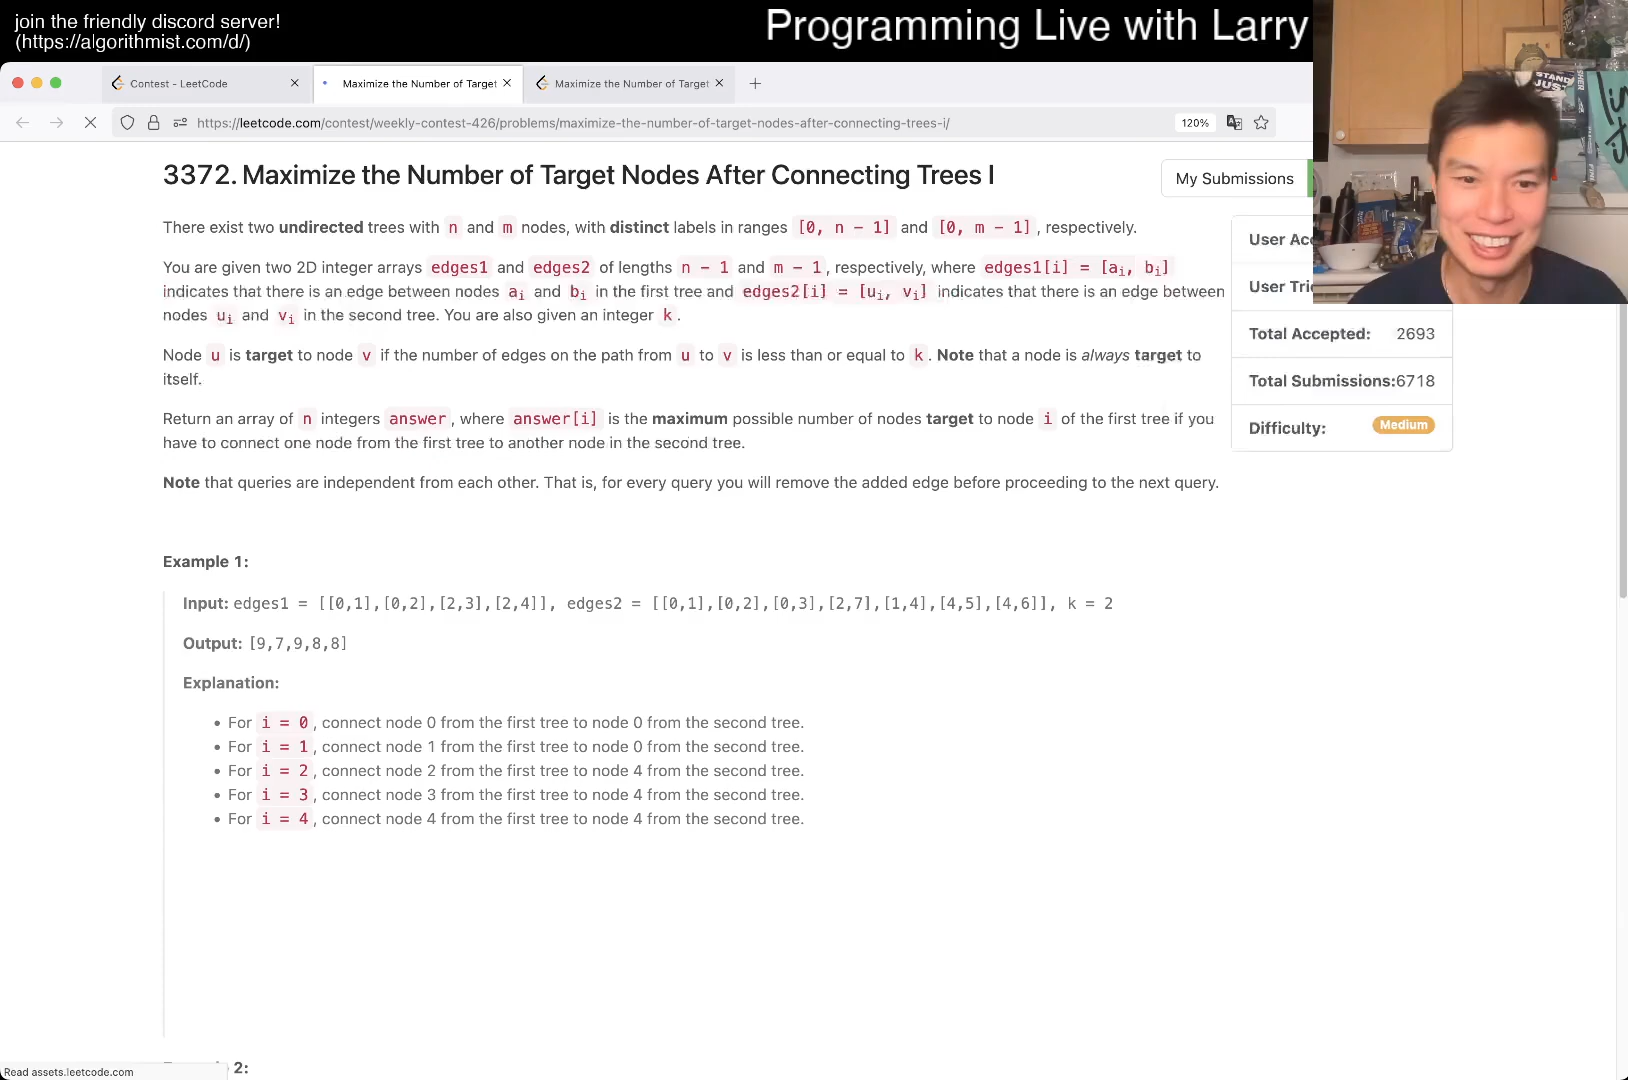 join the friendly discord server!
(https://algorithmist.com/d/)
Programming Live with Larry
Contest - LeetCode
Maximize the Number of Target
Maximize the Number of Target
https://leetcode.com/contest/weekly-contest-426/problems/maximize-the-number-of-target-nodes-after-connecting-trees-i/
120%
3372. Maximize the Number of Target Nodes After Connecting Trees I
My Submissions
There exist two undirected trees with n and m nodes, with distinct labels in ranges [0, n - 1] and [0, m - 1], respectively.
You are given two 2D integer arrays edges1 and edges2 of lengths n - 1 and m - 1, respectively, where edges1[i] = [ai, bi]
indicates that there is an edge between nodes ai and bi in the first tree and edges2[i] = [ui, vi] indicates that there is an edge between
nodes ui and vi in the second tree. You are also given an integer k.
Node u is target to node v if the number of edges on the path from u to v is less than or equal to k. Note that a node is always target to
itself.
Return an array of n integers answer, where answer[i] is the maximum possible number of nodes target to node i of the first tree if you
have to connect one node from the first tree to another node in the second tree.
Note that queries are independent from each other. That is, for every query you will remove the added edge before proceeding to the next query.
User Acc
User Trie
Total Accepted: 2693
Total Submissions: 6718
Difficulty: Medium
Example 1:
Input: edges1 = [[0,1],[0,2],[2,3],[2,4]], edges2 = [[0,1],[0,2],[0,3],[2,7],[1,4],[4,5],[4,6]], k = 2
Output: [9,7,9,8,8]
Explanation:
• For i = 0, connect node 0 from the first tree to node 0 from the second tree.
• For i = 1, connect node 1 from the first tree to node 0 from the second tree.
• For i = 2, connect node 2 from the first tree to node 4 from the second tree.
• For i = 3, connect node 3 from the first tree to node 4 from the second tree.
• For i = 4, connect node 4 from the first tree to node 4 from the second tree.
2:
Read assets.leetcode.com
STAND
JUS